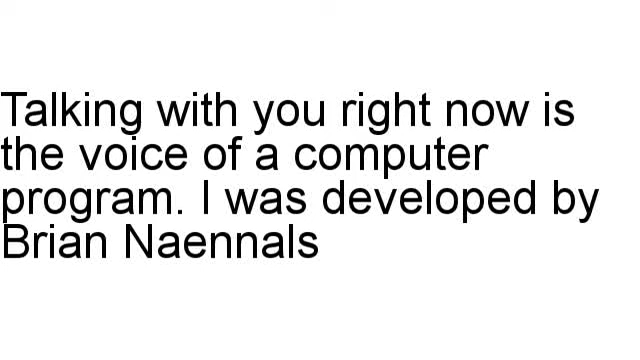 Talking with you right now is
the voice of a computer
program. I was developed by
Brian Naennals